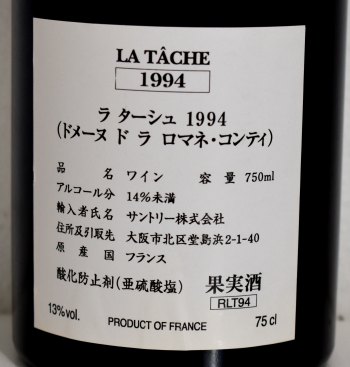 LA TÂCHE
1994
ラ ターシュ 1994
(ドメーヌ ド ラ ロマネ・コンティ)
品 名 ワイン 容 量 750ml
アルコール分 14%未満
輸入者氏名 サントリー株式会社
住所及引取先 大阪市北区堂島浜2-1-40
原 産 国 フランス
酸化防止剤(亜硫酸塩) 果実酒
RLT94
13%vol. PRODUCT OF FRANCE 75 cl